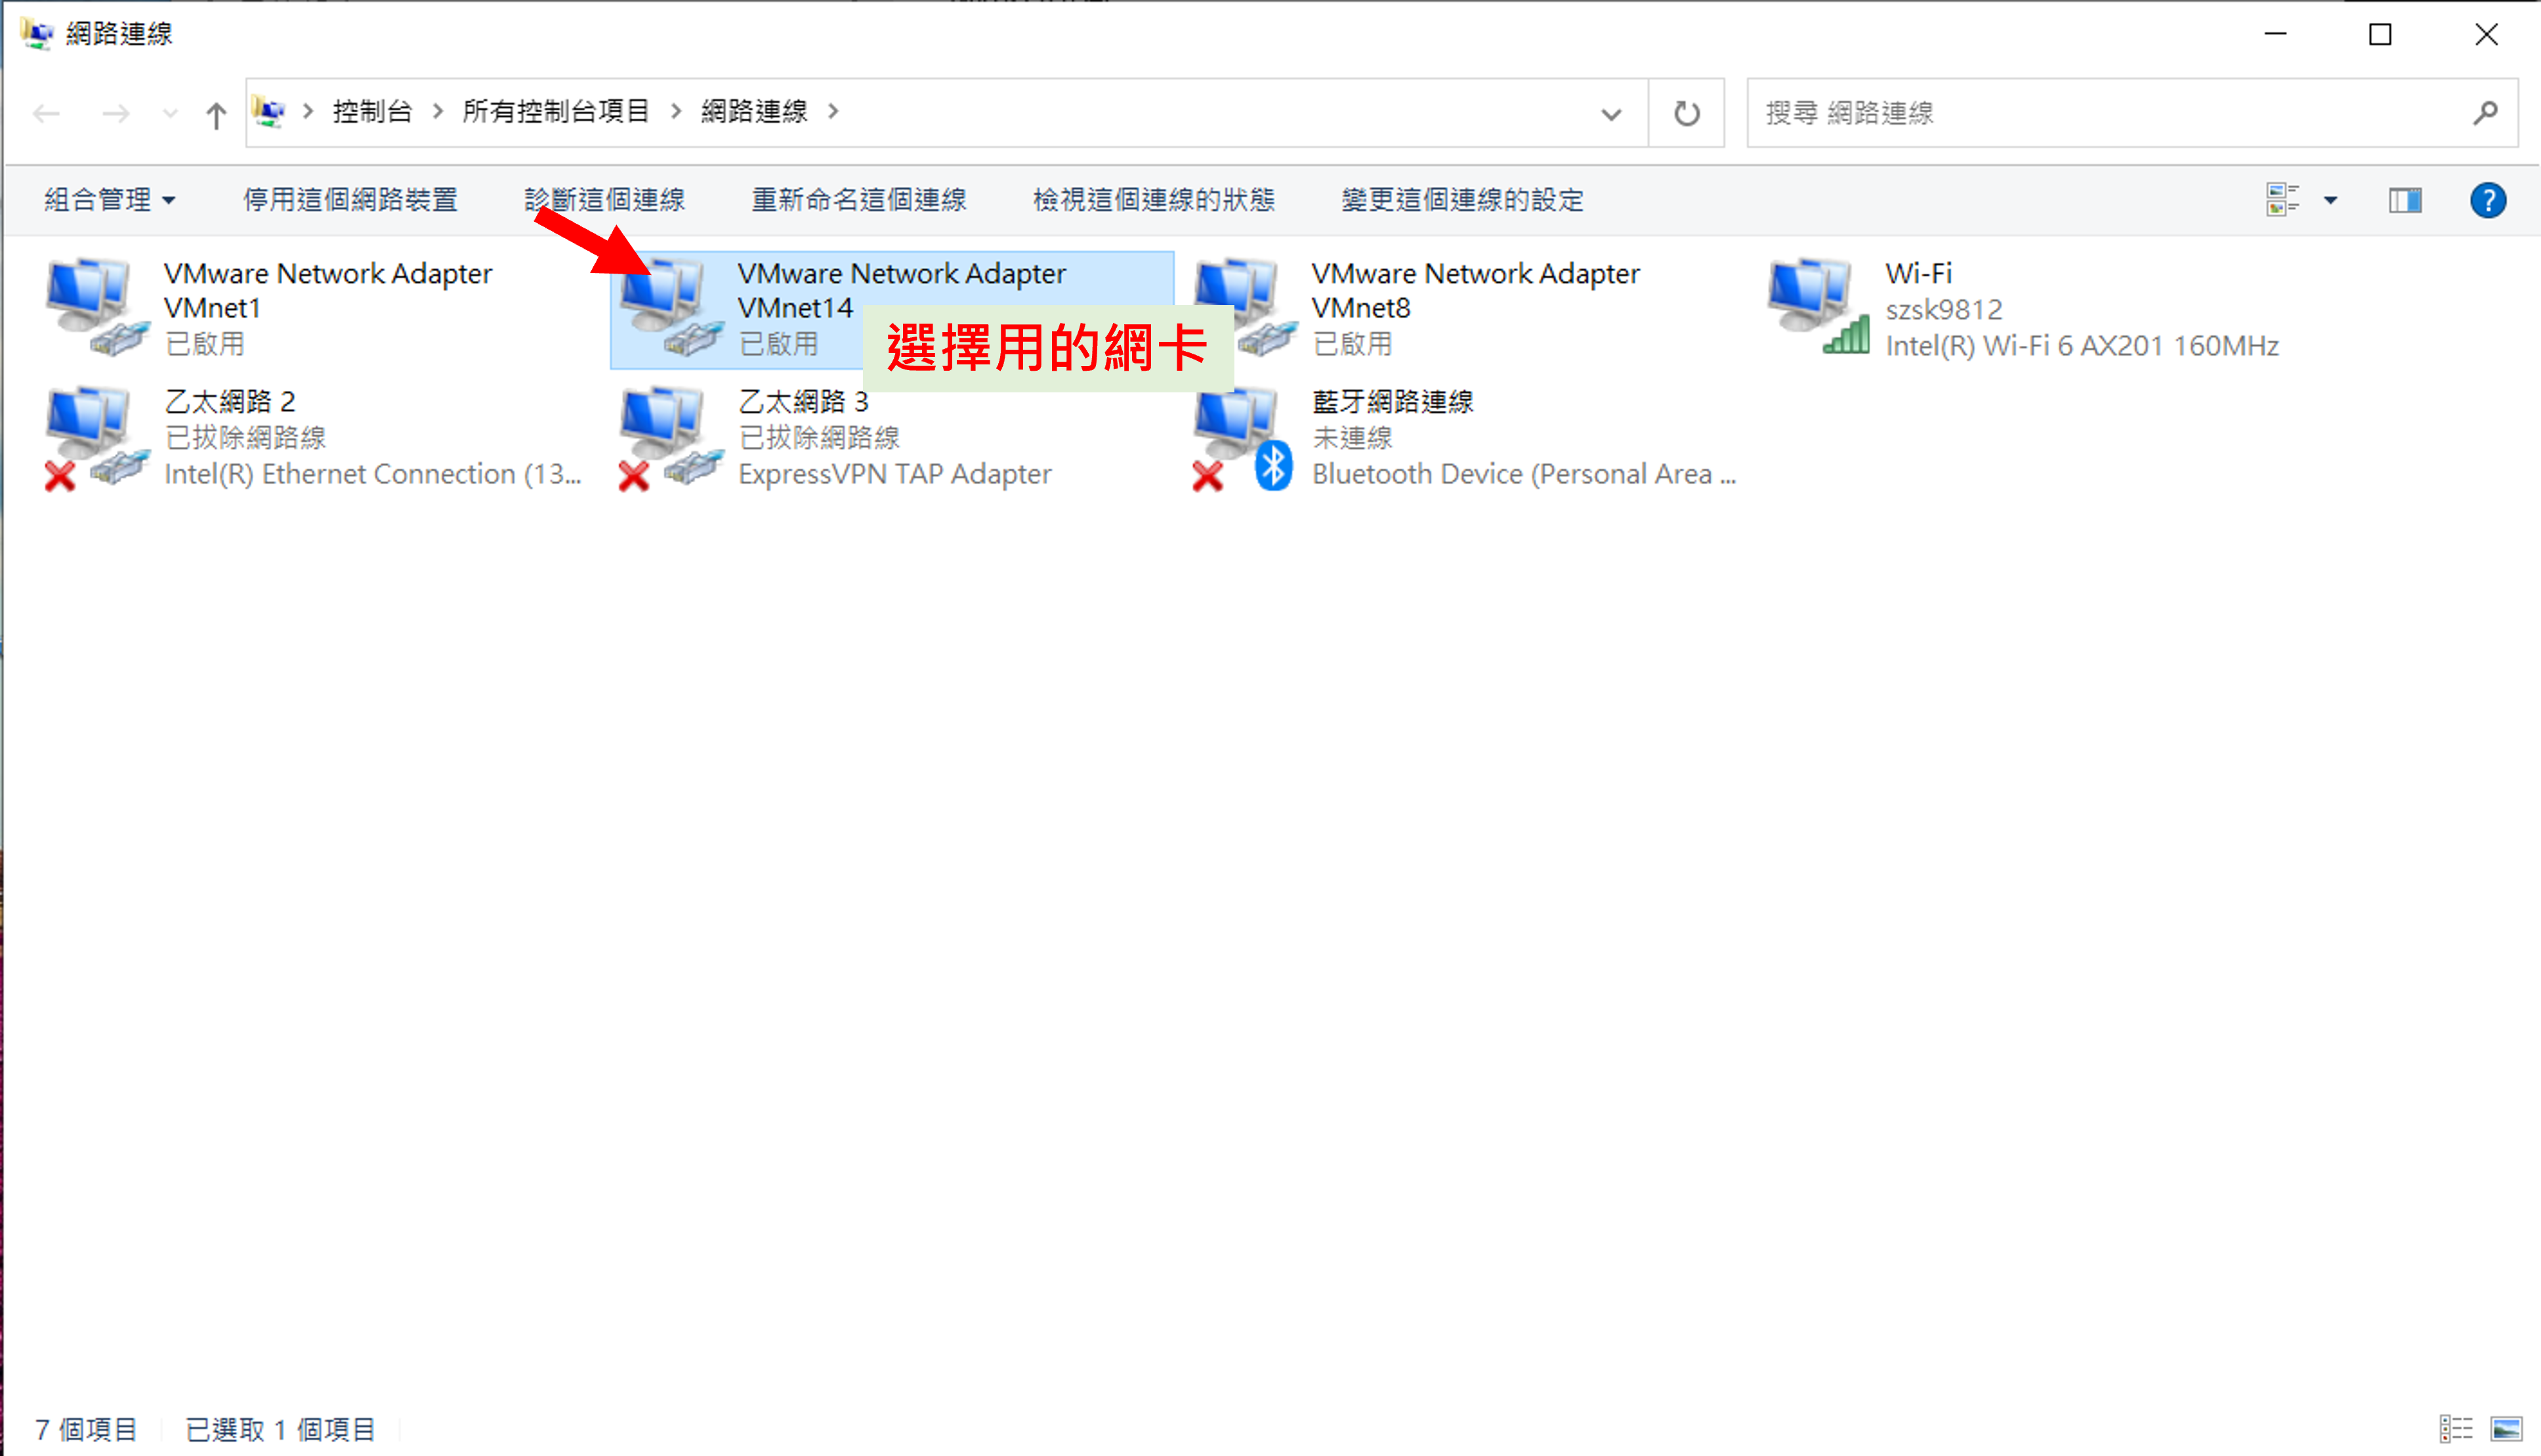 網路連線
控制台 所有控制台項目 網路連線
搜尋 網路連線
組合管理 停用這個網路裝置 診斷這個連線 重新命名這個連線 檢視這個連線的狀態 變更這個連線的設定
VMware Network Adapter
VMnet1
已啟用
VMware Network Adapter
VMnet14
已啟用
選擇用的網卡
VMware Network Adapter
VMnet8
已啟用
Wi-Fi
szsk9812
Intel(R) Wi-Fi 6 AX201 160MHz
乙太網路 2
已拔除網路線
Intel(R) Ethernet Connection (13...
乙太網路 3
已拔除網路線
ExpressVPN TAP Adapter
藍牙網路連線
未連線
Bluetooth Device (Personal Area ...
7 個項目 已選取 1 個項目